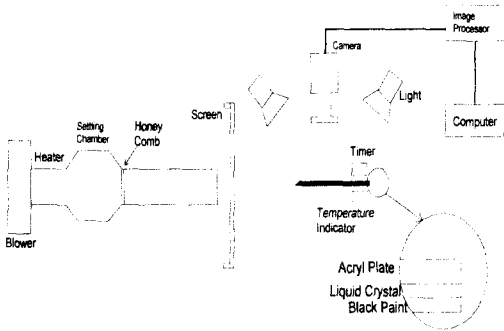 Image
Processor
Camera
Light
Computer
Screen
Settling
Chamber
Honey
Comb
Heater
Blower
Timer
Temperature
Indicator
Acryl Plate
Liquid Crystal
Black Paint